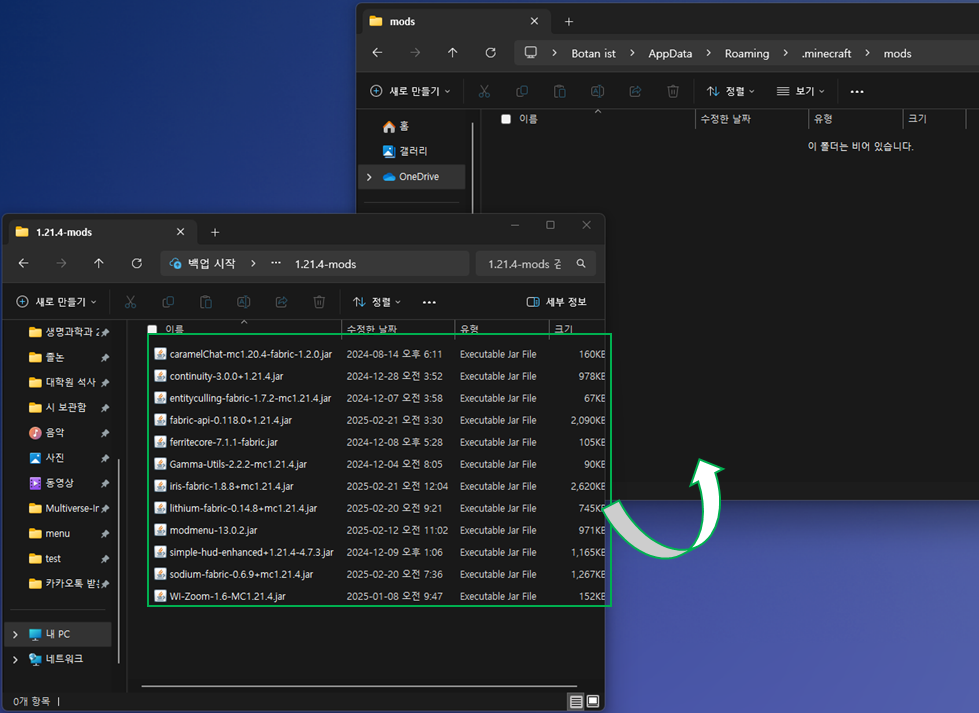 mods
Botan ist > AppData > Roaming > .minecraft > mods
새로 만들기 정렬 보기
이름 수정한 날짜 유형 크기
홈
갤러리
OneDrive
이 폴더는 비어 있습니다.
1.21.4-mods
백업 시작 > ··· 1.21.4-mods 1.21.4-mods 검
새로 만들기 정렬 세부 정보
이름 수정한 날짜 유형 크기
생명과학과 2
졸논
대학원 석사
시 보관함
음악
사진
동영상
Multiverse-Ir
menu
test
카카오톡 받
내 PC
네트워크
caramelChat-mc1.20.4-fabric-1.2.0.jar 2024-08-14 오후 6:11 Executable Jar File 160KB
continuity-3.0.0+1.21.4.jar 2024-12-28 오전 3:52 Executable Jar File 978KB
entityculling-fabric-1.7.2-mc1.21.4.jar 2024-12-07 오전 3:58 Executable Jar File 67KB
fabric-api-0.118.0+1.21.4.jar 2025-02-21 오전 3:30 Executable Jar File 2,090KB
ferritecore-7.1.1-fabric.jar 2024-12-08 오후 5:28 Executable Jar File 105KB
Gamma-Utils-2.2.2-mc1.21.4.jar 2024-12-04 오전 8:05 Executable Jar File 90KB
iris-fabric-1.8.8+mc1.21.4.jar 2025-02-21 오전 12:04 Executable Jar File 2,620KB
lithium-fabric-0.14.8+mc1.21.4.jar 2025-02-20 오전 9:21 Executable Jar File 745KB
modmenu-13.0.2.jar 2025-02-12 오전 11:02 Executable Jar File 971KB
simple-hud-enhanced+1.21.4-4.7.3.jar 2024-12-09 오후 1:06 Executable Jar File 1,165KB
sodium-fabric-0.6.9+mc1.21.4.jar 2025-02-20 오전 7:36 Executable Jar File 1,267KB
WI-Zoom-1.6-MC1.21.4.jar 2025-01-08 오전 9:47 Executable Jar File 152KB
0개 항목